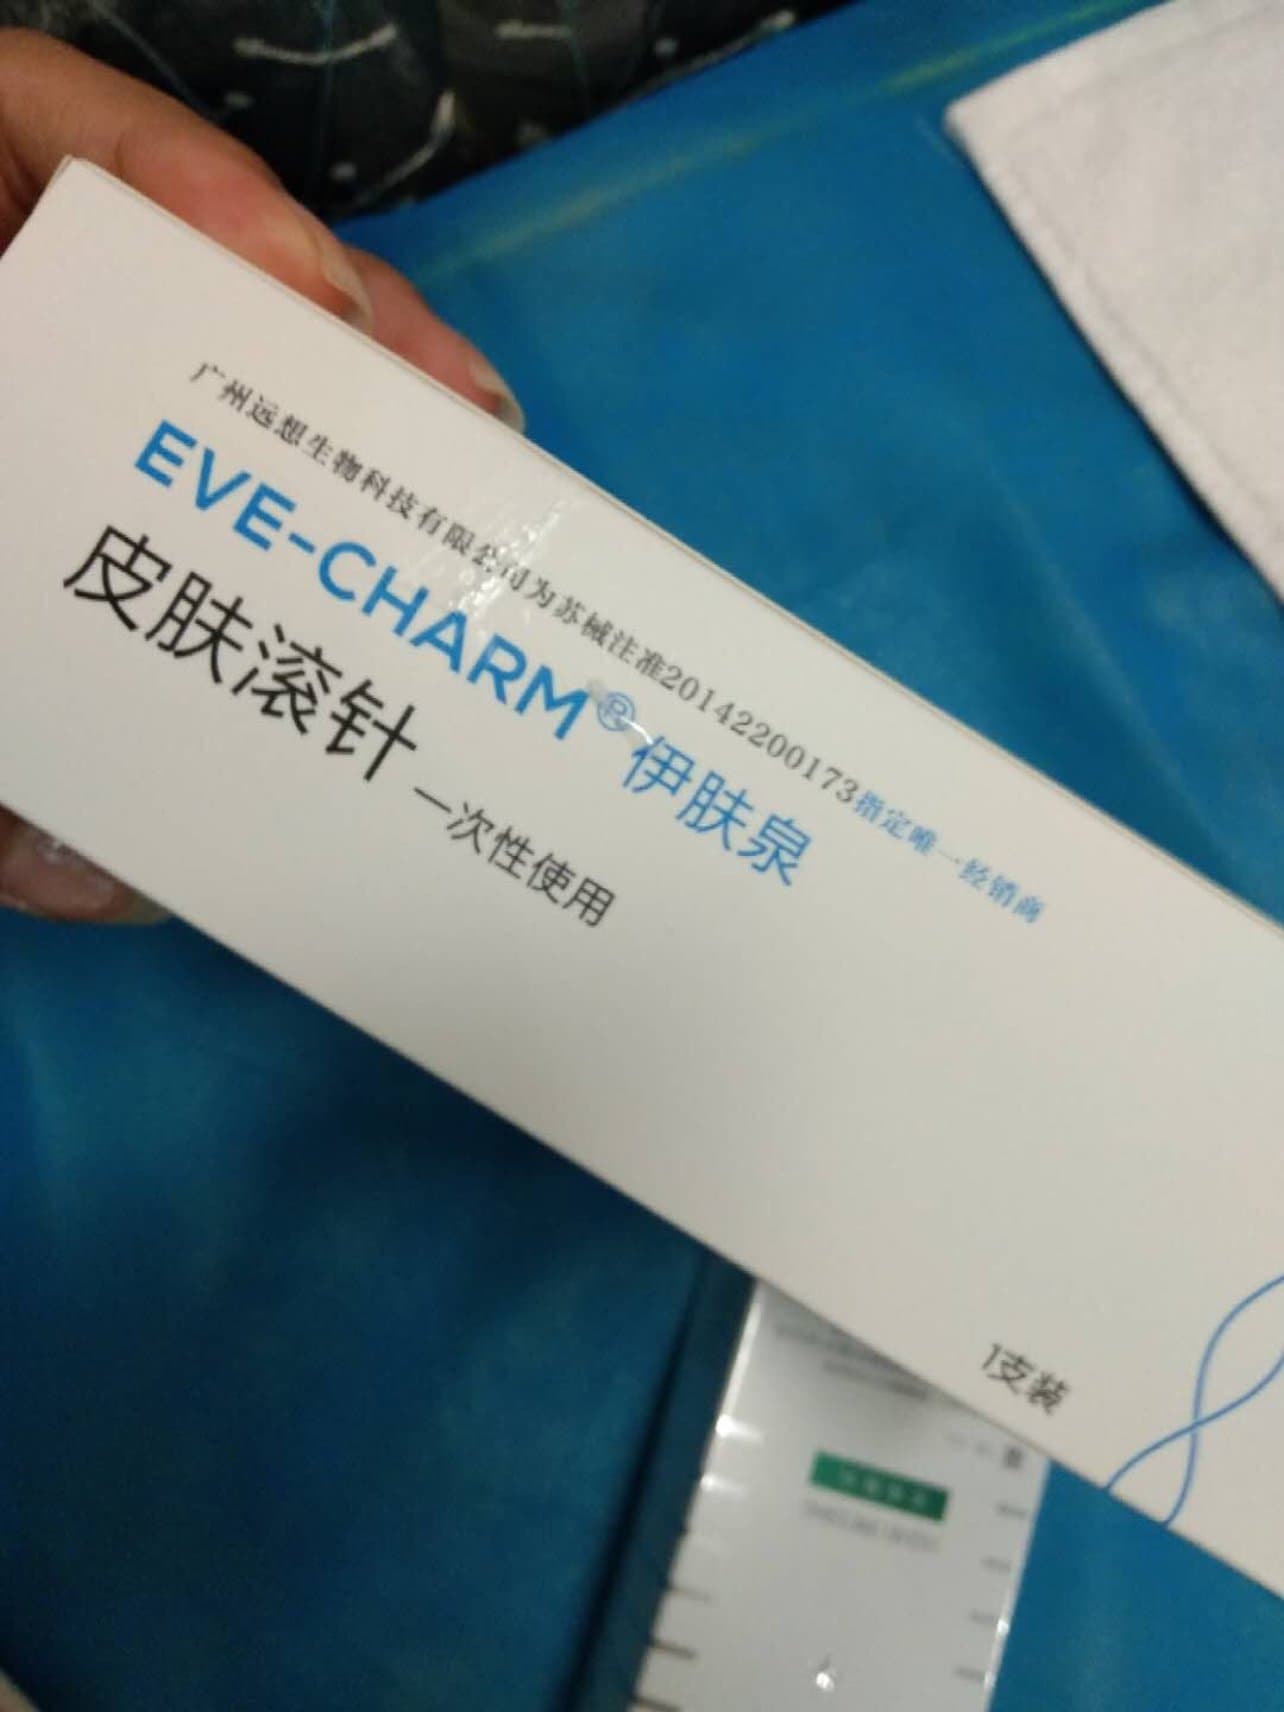 广州远想生物科技有限公司为苏械注准20142200173指定唯一经销商
EVE-CHARM® 伊肤泉
皮肤滚针 一次性使用
1支装